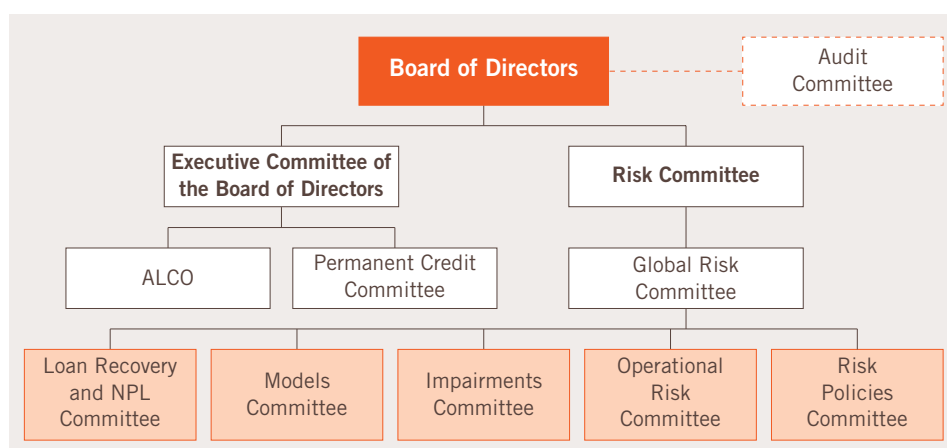 Board of Directors
Audit
Committee
Executive Committee of
the Board of Directors
Risk Committee
ALCO
Permanent Credit
Committee
Global Risk
Committee
Loan Recovery
and NPL
Committee
Models
Committee
Impairments
Committee
Operational
Risk
Committee
Risk
Policies
Committee